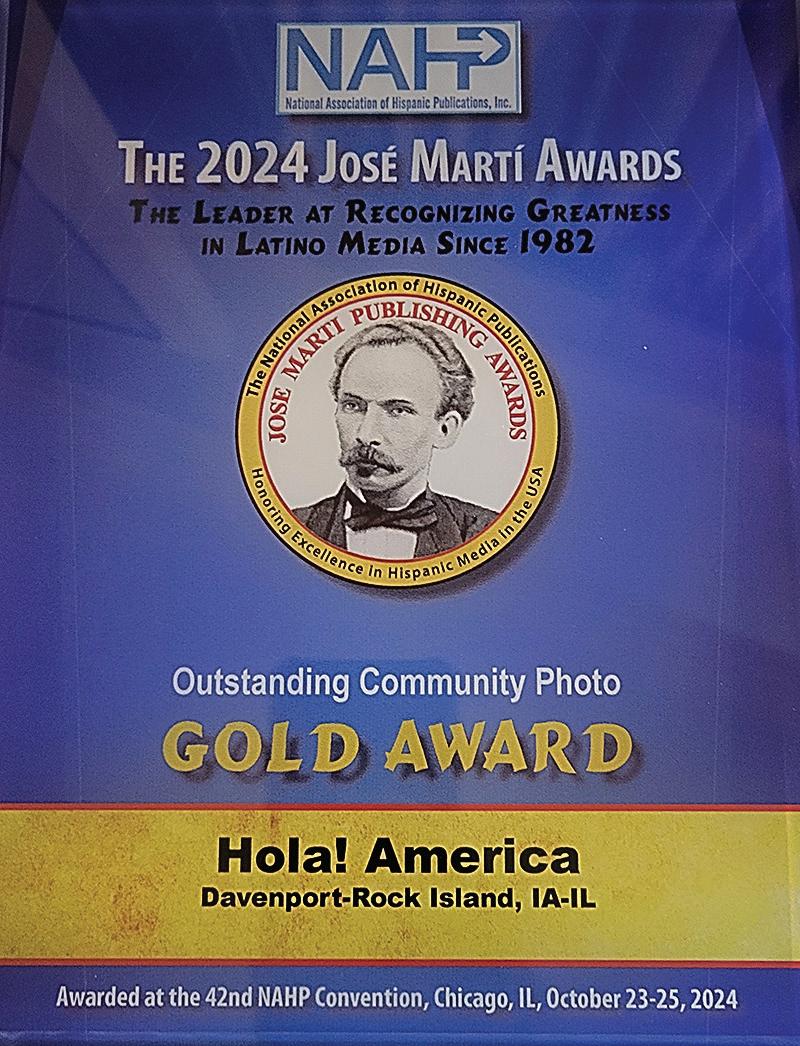 NAHP
National Association of Hispanic Publications, Inc.
THE 2024 JOSÉ MARTÍ AWARDS
THE LEADER AT RECOGNIZING GREATNESS
IN LATINO MEDIA SINCE 1982
The National Association of Hispanic Publications
JOSE MARTI PUBLISHING AWARDS
Honoring Excellence in Hispanic Media in the USA
Outstanding Community Photo
GOLD AWARD
Hola! America
Davenport-Rock Island, IA-IL
Awarded at the 42nd NAHP Convention, Chicago, IL, October 23-25, 2024